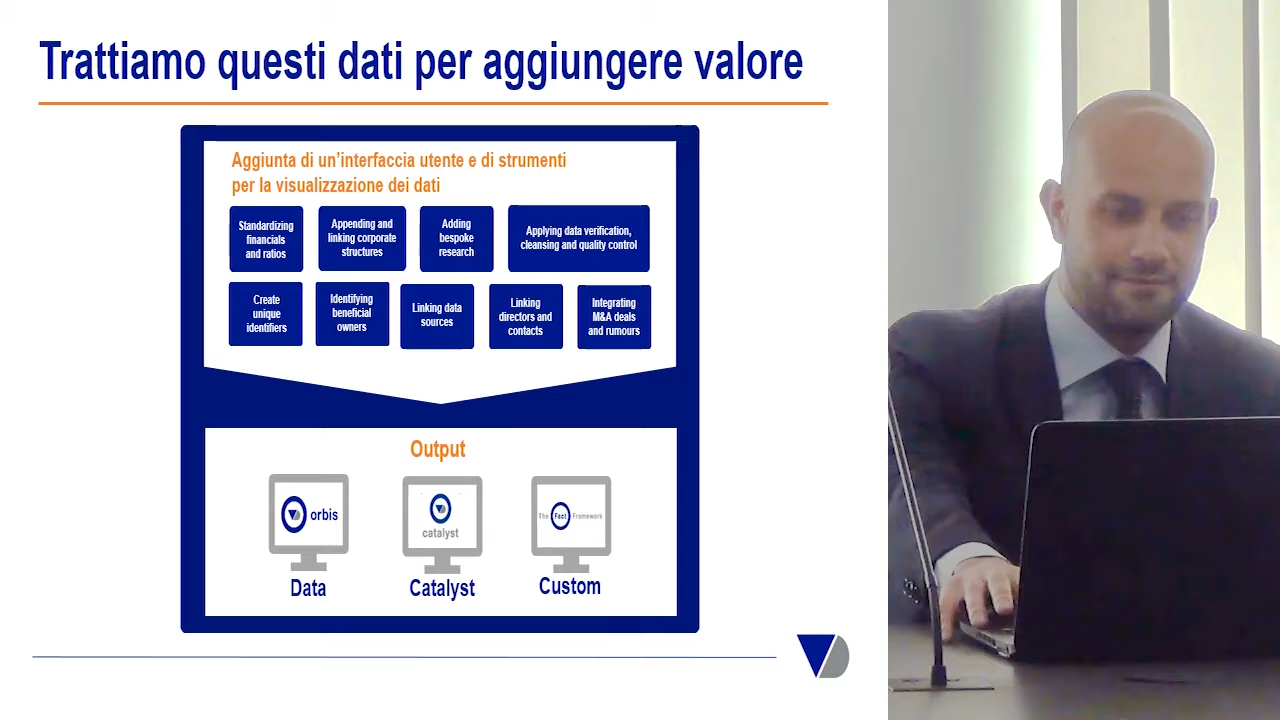 Trattiamo questi dati per aggiungere valore
Aggiunta di un'interfaccia utente e di strumenti
per la visualizzazione dei dati
Standardizing
financials
and ratios
Appending and
linking corporate
structures
Adding
bespoke
research
Applying data verification,
cleansing and quality control
Create
unique
identifiers
Identifying
beneficial
owners
Linking data
sources
Linking
directors and
contacts
Integrating
M&A deals
and rumours
Output
orbis
catalyst
The Fact Framework
Data
Catalyst
Custom